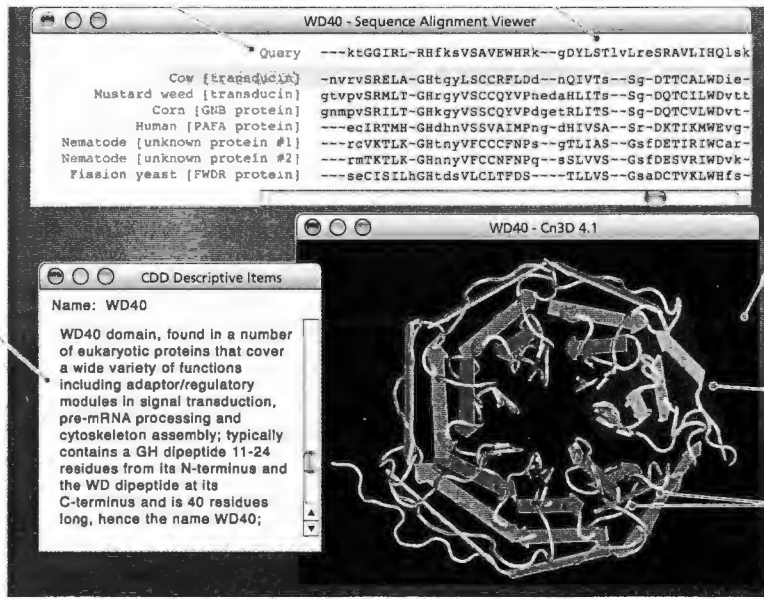 WD40 - Sequence Alignment Viewer
Query ---ktGGIRL~RHfksVSAVEWHRk--gDYLSTlvLreSRAVLIHQlsk
Cow [transducin] ~nvrvSRELA~GHtgyLSCCRFLDd--nQIVTs--Sg~DTTCALWDie~
Mustard weed [transducin] gtvpvSRMLT~GHrgyVSCCQYVPnedaHLITs--Sg~DQTCILWDvtt
Corn [GNB protein] gnmpvSRILT~GHkgyVSSCQYVPdgetRLITS--Sg~DQTCVLWDvt~
Human [PAFA protein] ---ecIRTMH~GHdhnVSSVAIMPng~dHIVSA--Sr~DKTIKMWEvg~
Nematode [unknown protein #1] ---rcVKTLK~GHtnyVFCCCFNPs--gTLIAS--GsfDETIRIWCar~
Nematode [unknown protein #2] ---rmTKTLK~GHnnyVFCCNFNPq--sSLVVS--GsfDESVRIWDvk~
Fission yeast [FWDR protein] ---seCISILhGHtdsVLCLTFDS----TLLVS--GsaDCTVKLWHfs~
WD40 - Cn3D 4.1
CDD Descriptive Items
Name: WD40
WD40 domain, found in a number
of eukaryotic proteins that cover
a wide variety of functions
including adaptor/regulatory
modules in signal transduction,
pre-mRNA processing and
cytoskeleton assembly; typically
contains a GH dipeptide 11-24
residues from its N-terminus and
the WD dipeptide at its
C-terminus and is 40 residues
long, hence the name WD40;